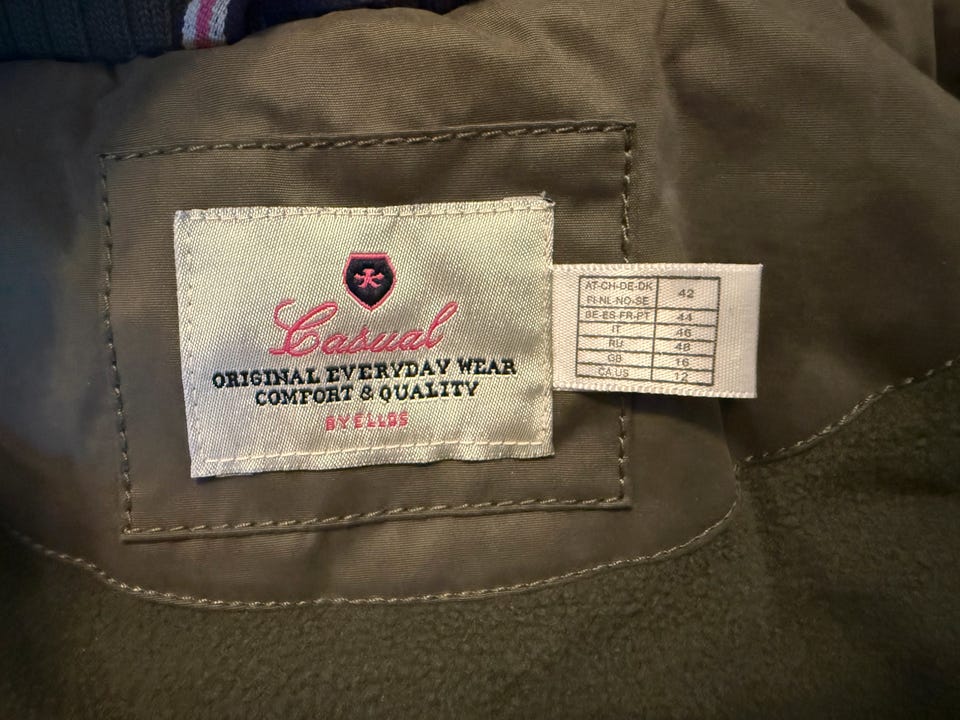 Casual
ORIGINAL EVERYDAY WEAR
COMFORT & QUALITY
BY ELLOS
AT-CH-DE-DK
FI-NL-NO-SE 42
BE-ES-FR-PT 44
IT 46
RU 48
GB 16
CA.US 12